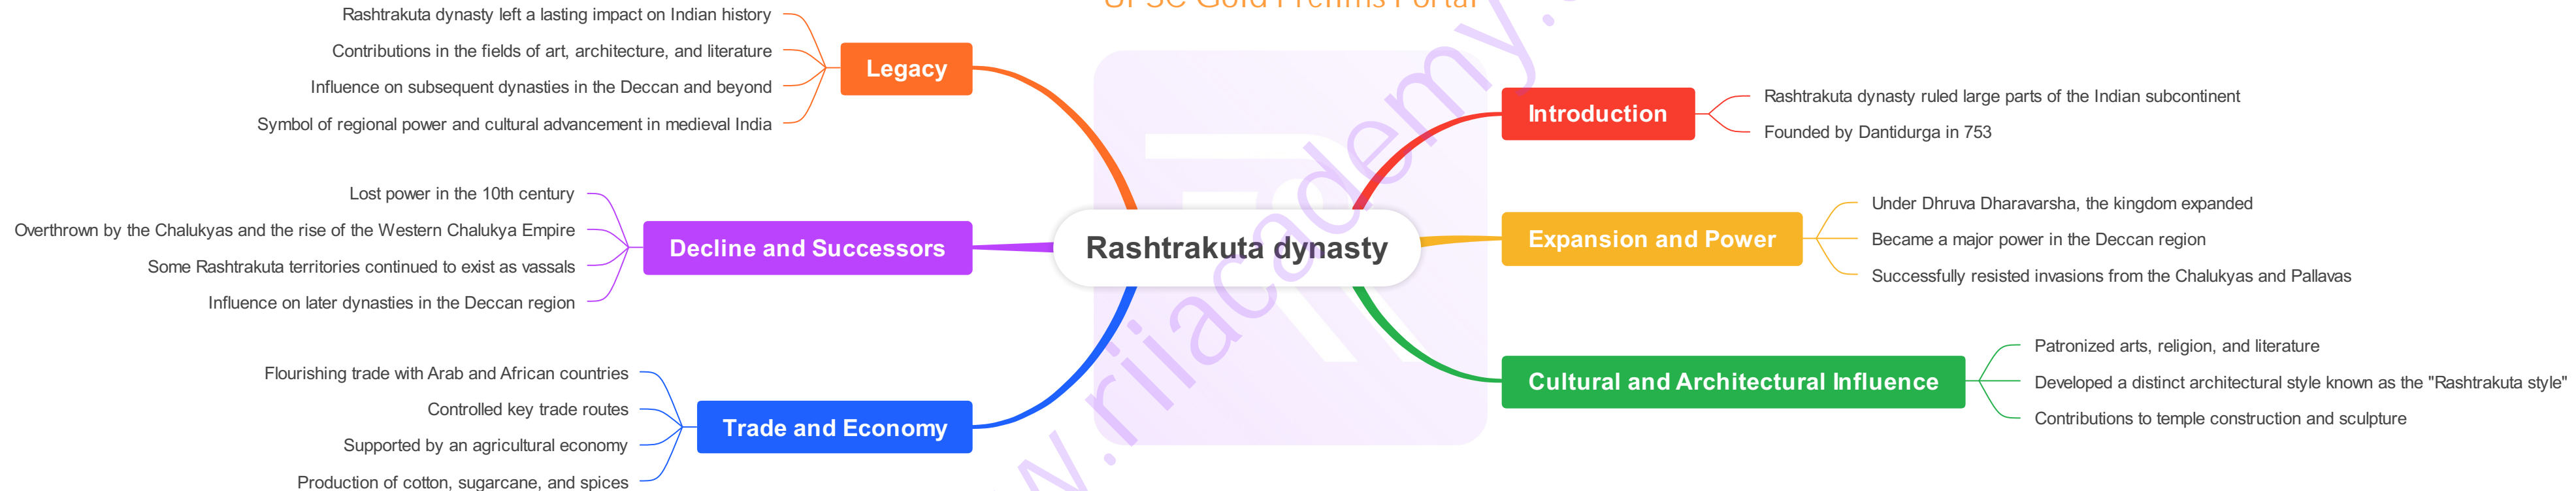 UPSC Gold Prelims Portal
Rashtrakuta dynasty
Introduction
Rashtrakuta dynasty ruled large parts of the Indian subcontinent
Founded by Dantidurga in 753
Expansion and Power
Under Dhruva Dharavarsha, the kingdom expanded
Became a major power in the Deccan region
Successfully resisted invasions from the Chalukyas and Pallavas
Cultural and Architectural Influence
Patronized arts, religion, and literature
Developed a distinct architectural style known as the "Rashtrakuta style"
Contributions to temple construction and sculpture
Legacy
Rashtrakuta dynasty left a lasting impact on Indian history
Contributions in the fields of art, architecture, and literature
Influence on subsequent dynasties in the Deccan and beyond
Symbol of regional power and cultural advancement in medieval India
Decline and Successors
Lost power in the 10th century
Overthrown by the Chalukyas and the rise of the Western Chalukya Empire
Some Rashtrakuta territories continued to exist as vassals
Influence on later dynasties in the Deccan region
Trade and Economy
Flourishing trade with Arab and African countries
Controlled key trade routes
Supported by an agricultural economy
Production of cotton, sugarcane, and spices